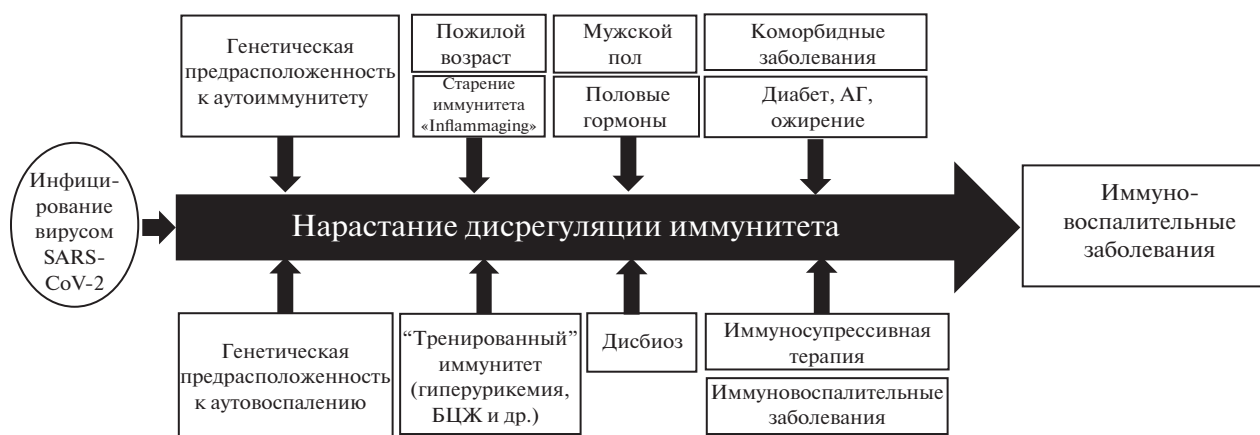 Генетическая
предрасположенность
к аутоиммунитету
Пожилой
возраст
Старение
иммунитета
«Inflammaging»
Мужской
пол
Половые
гормоны
Коморбидные
заболевания
Диабет, АГ,
ожирение
Инфици-
рование
вирусом
SARS-
CoV-2
Нарастание дисрегуляции иммунитета
Иммуно-
воспалительные
заболевания
Генетическая
предрасположенность
к аутовоспалению
“Тренированный”
иммунитет
(гиперурикемия,
БЦЖ и др.)
Дисбиоз
Иммуносупрессивная
терапия
Иммуновоспалительные
заболевания